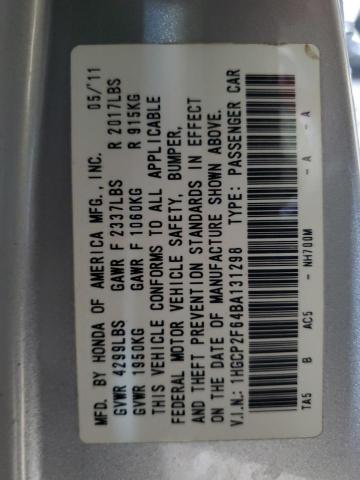 MFD. BY HONDA OF AMERICA MFG., INC. 05/11
GVWR 4299LBS GAWR F 2337LBS R 2017LBS
GVWR 1950KG GAWR F 1060KG R 915KG
THIS VEHICLE CONFORMS TO ALL APPLICABLE
FEDERAL MOTOR VEHICLE SAFETY, BUMPER,
AND THEFT PREVENTION STANDARDS IN EFFECT
ON THE DATE OF MANUFACTURE SHOWN ABOVE.
V.I.N.: 1HGCP2F64BA131298 TYPE: PASSENGER CAR
TA5 B AC5 - NH700M - A - A